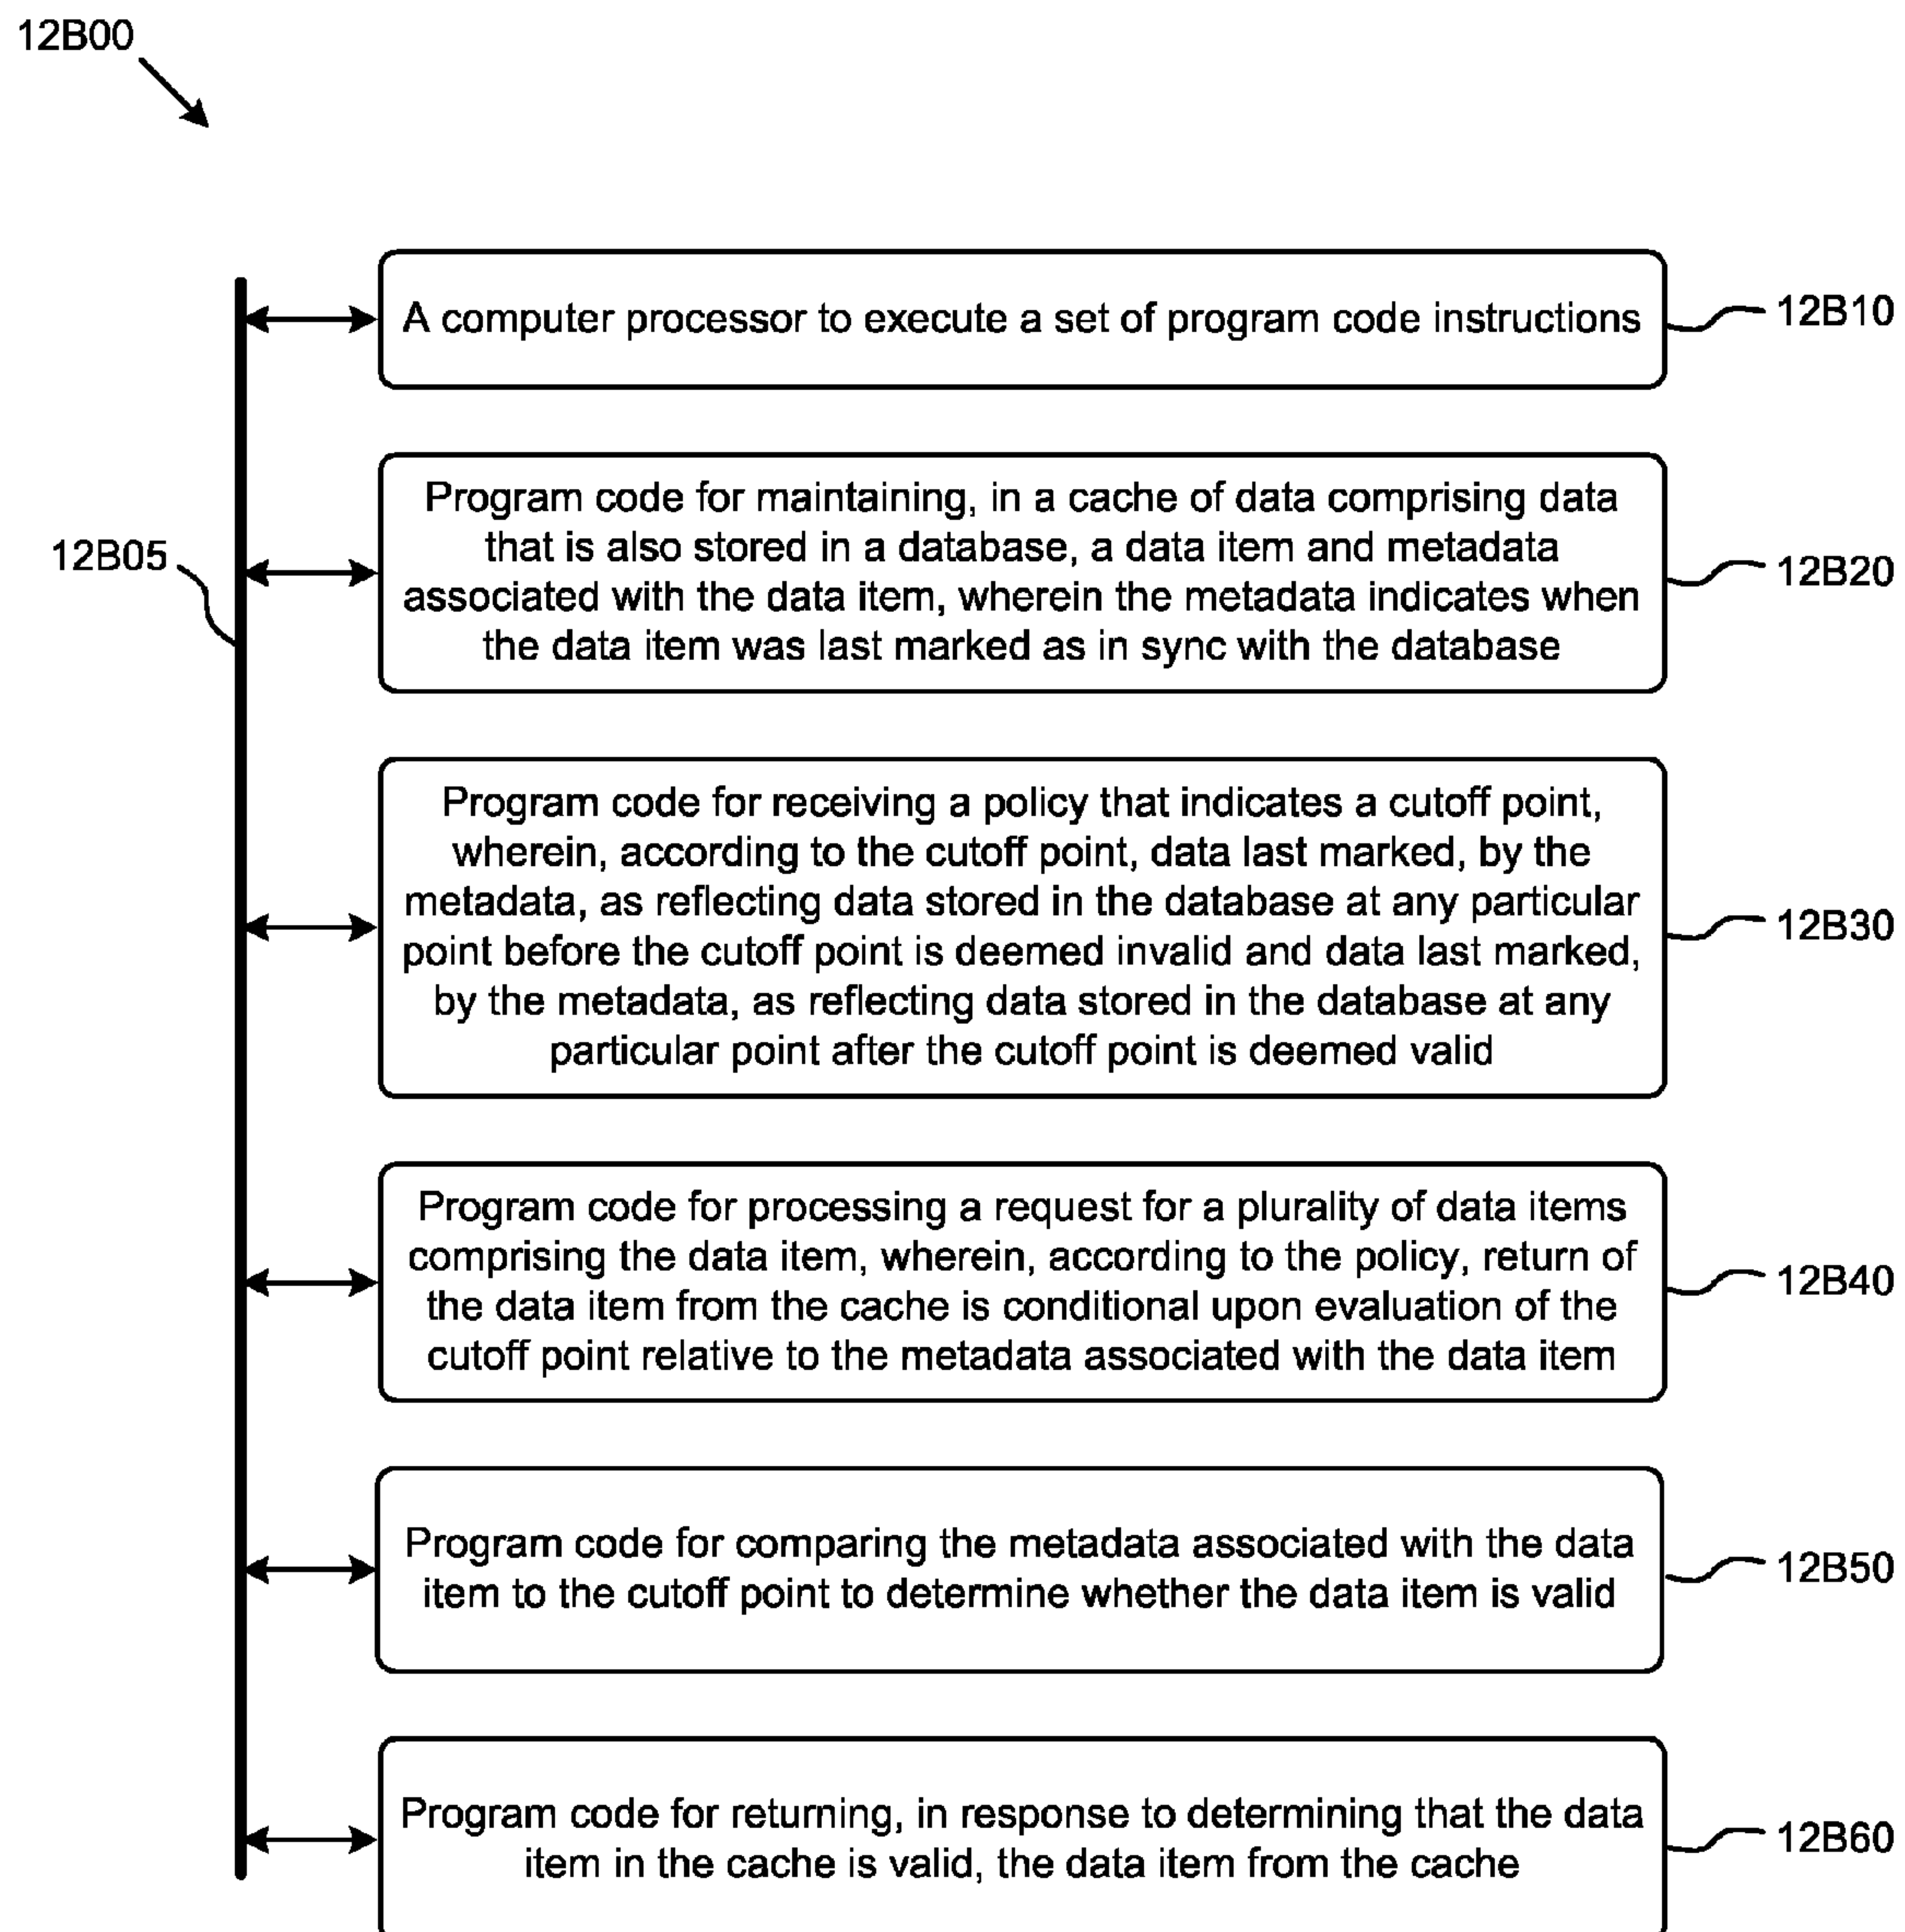 12B00
A computer processor to execute a set of program code instructions
12B10
12B05
Program code for maintaining, in a cache of data comprising data
that is also stored in a database, a data item and metadata
associated with the data item, wherein the metadata indicates when
the data item was last marked as in sync with the database
12B20
Program code for receiving a policy that indicates a cutoff point,
wherein, according to the cutoff point, data last marked, by the
metadata, as reflecting data stored in the database at any particular
point before the cutoff point is deemed invalid and data last marked,
by the metadata, as reflecting data stored in the database at any
particular point after the cutoff point is deemed valid
12B30
Program code for processing a request for a plurality of data items
comprising the data item, wherein, according to the policy, return of
the data item from the cache is conditional upon evaluation of the
cutoff point relative to the metadata associated with the data item
12B40
Program code for comparing the metadata associated with the data
item to the cutoff point to determine whether the data item is valid
12B50
Program code for returning, in response to determining that the data
item in the cache is valid, the data item from the cache
12B60